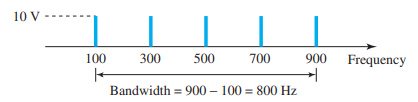 10 V
100 300 500 700 900 Frequency
Bandwidth = 900 – 100 = 800 Hz